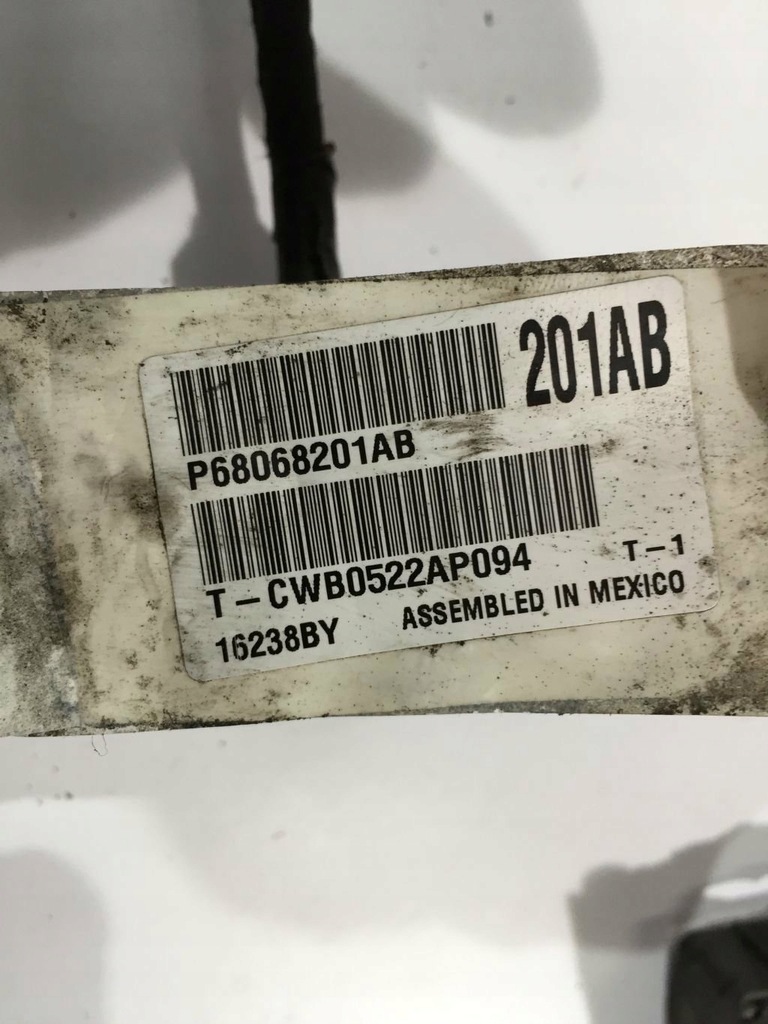 201AB
P68068201AB
T-CWB0522AP094
T-1
16238BY
ASSEMBLED IN MEXICO